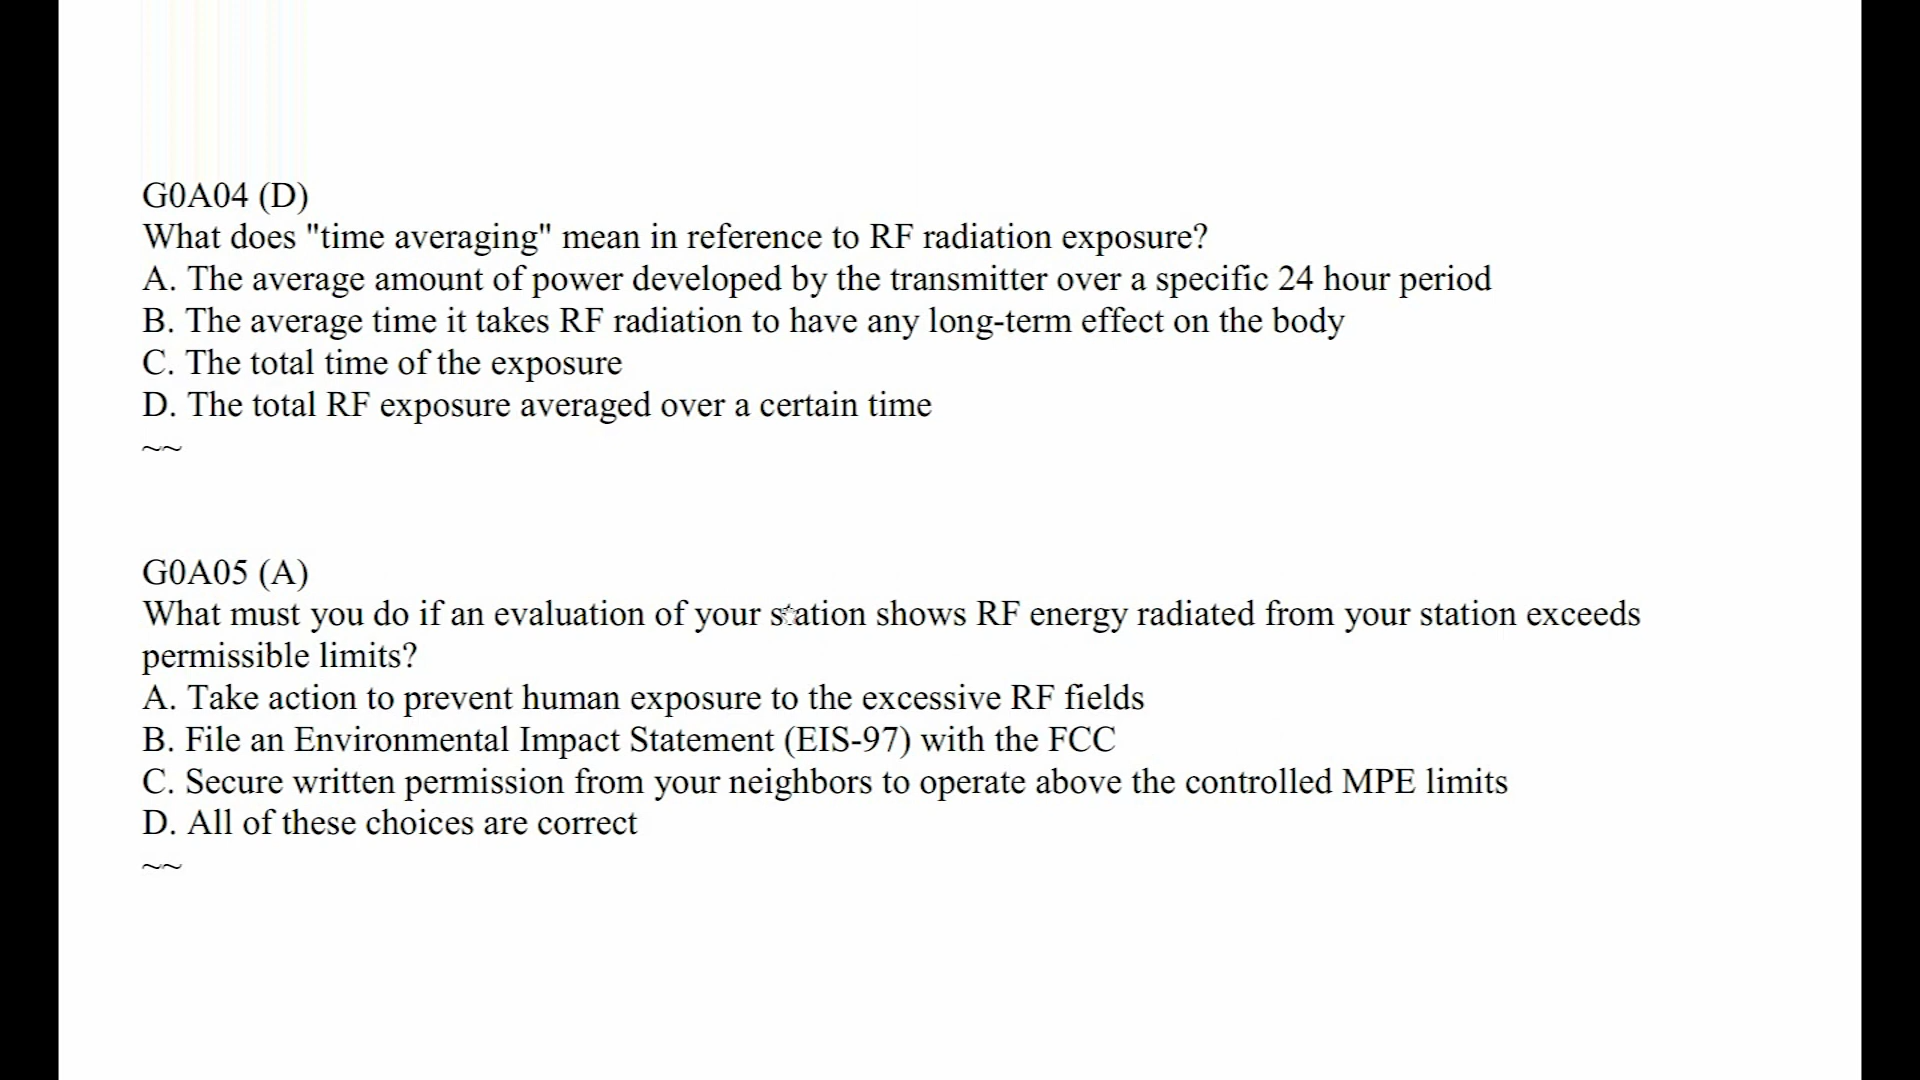 G0A04 (D)
What does "time averaging" mean in reference to RF radiation exposure?
A. The average amount of power developed by the transmitter over a specific 24 hour period
B. The average time it takes RF radiation to have any long-term effect on the body
C. The total time of the exposure
D. The total RF exposure averaged over a certain time
~~
G0A05 (A)
What must you do if an evaluation of your station shows RF energy radiated from your station exceeds
permissible limits?
A. Take action to prevent human exposure to the excessive RF fields
B. File an Environmental Impact Statement (EIS-97) with the FCC
C. Secure written permission from your neighbors to operate above the controlled MPE limits
D. All of these choices are correct
~~